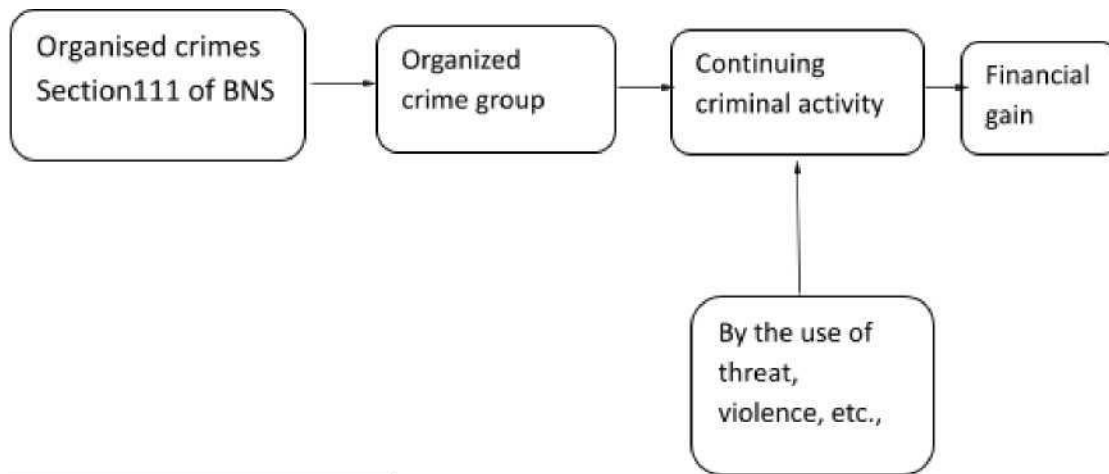 Organised crimes
Section111 of BNS
Organized
crime group
Continuing
criminal activity
Financial
gain
By the use of
threat,
violence, etc.,